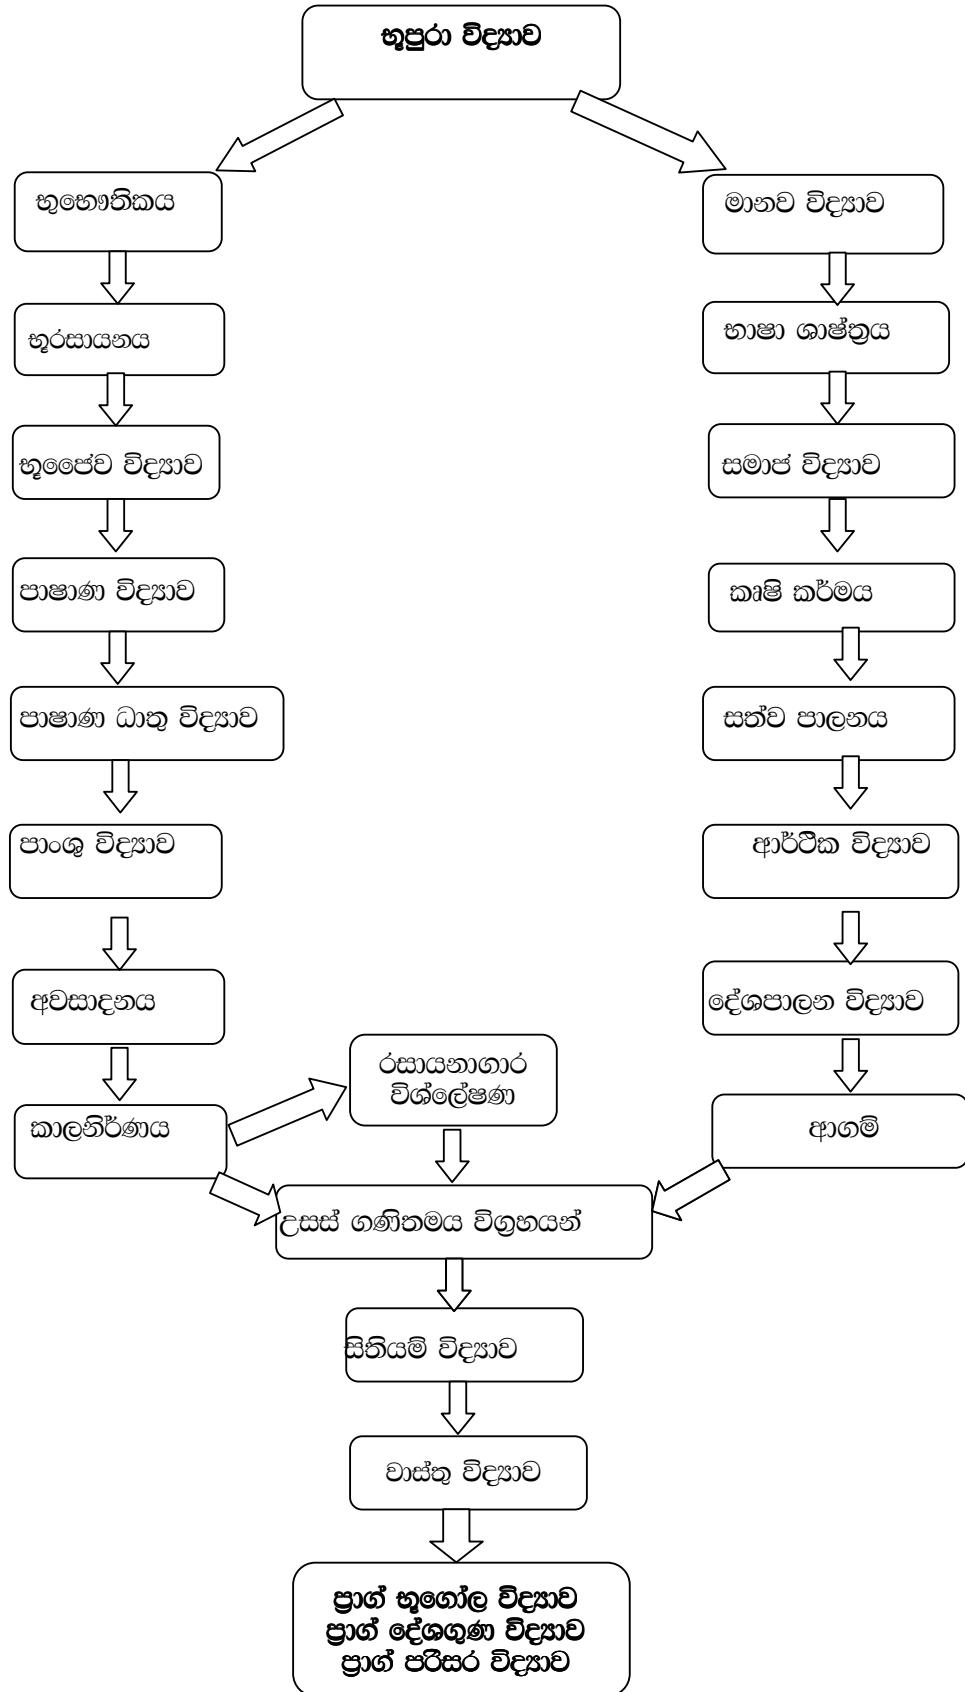 භූපුරා විද්‍යාව
භුභෞතිකය
මානව විද්‍යාව
භූරසායනය
භාෂා ශාෂ්ත්‍රය
භූජෛව විද්‍යාව
සමාජ විද්‍යාව
පාෂාණ විද්‍යාව
කෘෂි කර්මය
පාෂාණ ධාතු විද්‍යාව
සත්ව පාලනය
පාංශු විද්‍යාව
ආර්ථික විද්‍යාව
අවසාදනය
දේශපාලන විද්‍යාව
රසායනාගාර
විශ්ලේෂණ
කාලනිර්ණය
ආගම්
උසස් ගණිතමය විග්‍රහයන්
සිතියම් විද්‍යාව
වාස්තු විද්‍යාව
ප්‍රාග් භූගෝල විද්‍යාව
ප්‍රාග් දේශගුණ විද්‍යාව
ප්‍රාග් පරිසර විද්‍යාව